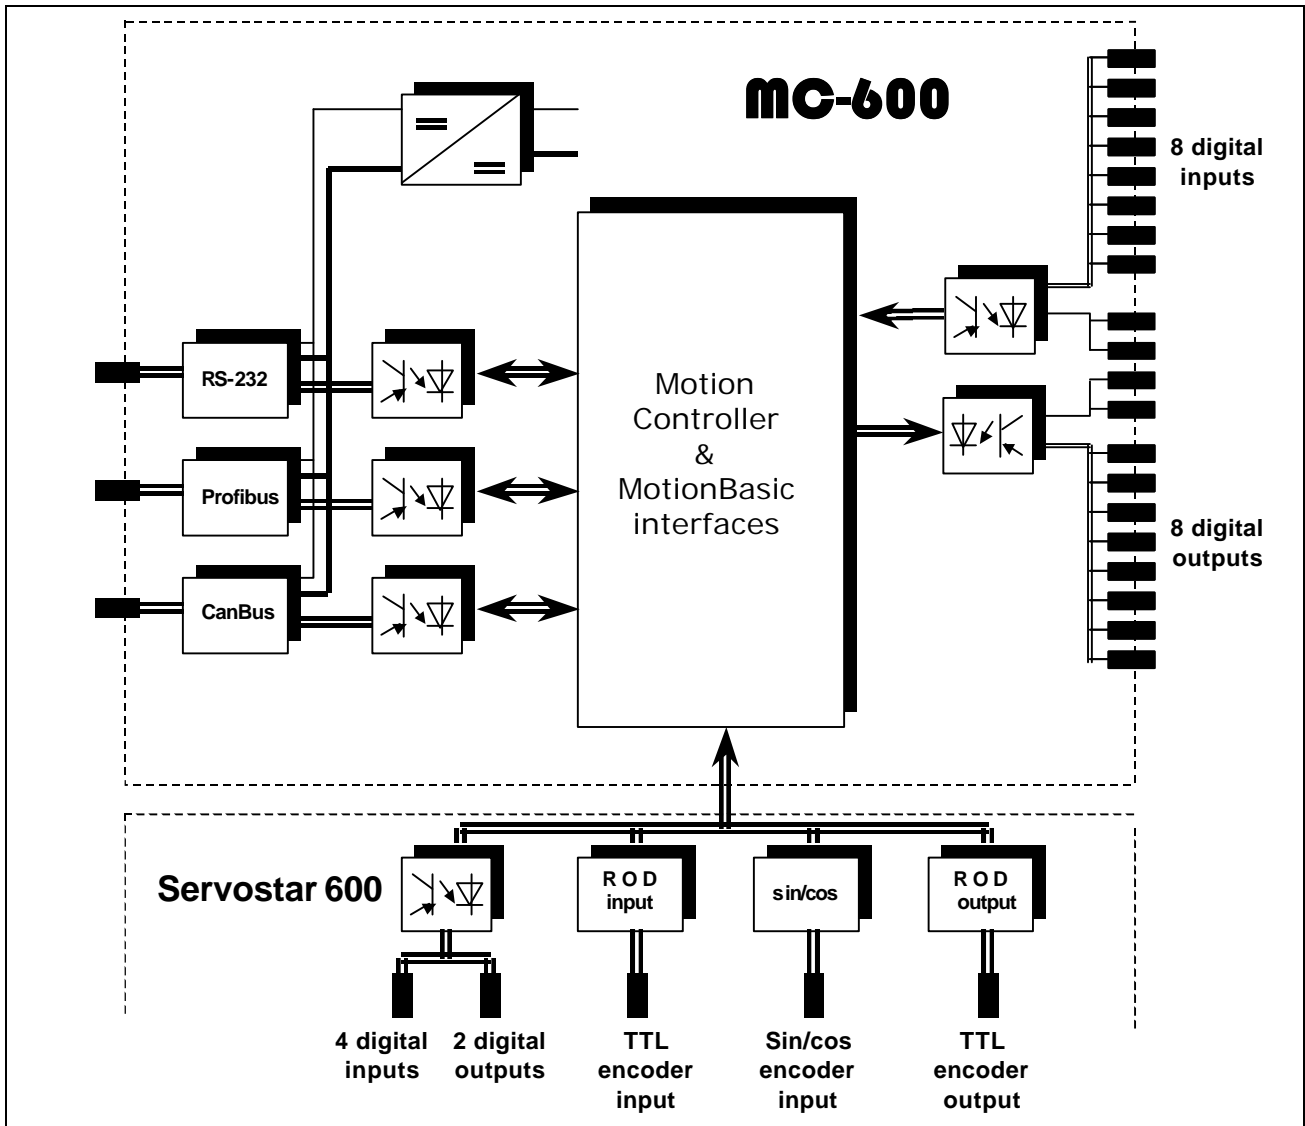 MC-600
8 digital
inputs
RS-232
Profibus
CanBus
Motion
Controller
&
MotionBasic
interfaces
8 digital
outputs
Servostar 600
R O D
input
sin/cos
R O D
output
4 digital
inputs
2 digital
outputs
TTL
encoder
input
Sin/cos
encoder
input
TTL
encoder
output